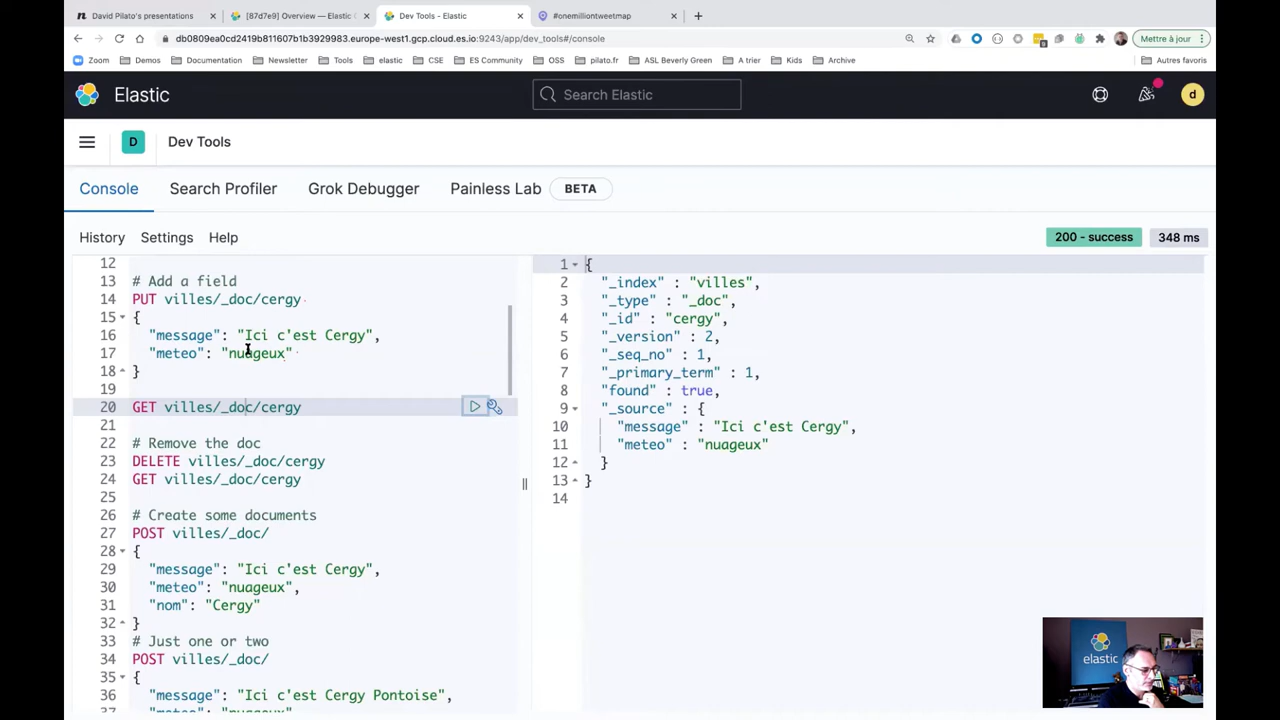 David Pilato's presentations
[87d7e9] Overview — Elastic C
Dev Tools - Elastic
#onemilliontweetmap
db0809ea0cd2419b811607b1b3929983.europe-west1.gcp.cloud.es.io:9243/app/dev_tools#/console
Mettre à jour
Zoom
Demos
Documentation
Newsletter
Tools
elastic
CSE
ES Community
OSS
pilato.fr
ASL Beverly Green
A trier
Kids
Archive
Autres favoris
Elastic
Search Elastic
d
D
Dev Tools
Console
Search Profiler
Grok Debugger
Painless Lab
BETA
History
Settings
Help
200 - success
348 ms
12
13 # Add a field
14 PUT villes/_doc/cergy
15 {
16 "message": "Ici c'est Cergy",
17 "meteo": "nuageux"
18 }
19
20 GET villes/_doc/cergy
21
22 # Remove the doc
23 DELETE villes/_doc/cergy
24 GET villes/_doc/cergy
25
26 # Create some documents
27 POST villes/_doc/
28 {
29 "message": "Ici c'est Cergy",
30 "meteo": "nuageux",
31 "nom": "Cergy"
32 }
33 # Just one or two
34 POST villes/_doc/
35 {
36 "message": "Ici c'est Cergy Pontoise",
37 "meteo": "nuageux",
1 {
2 "_index" : "villes",
3 "_type" : "_doc",
4 "_id" : "cergy",
5 "_version" : 2,
6 "_seq_no" : 1,
7 "_primary_term" : 1,
8 "found" : true,
9 "_source" : {
10 "message" : "Ici c'est Cergy",
11 "meteo" : "nuageux"
12 }
13 }
14
elastic